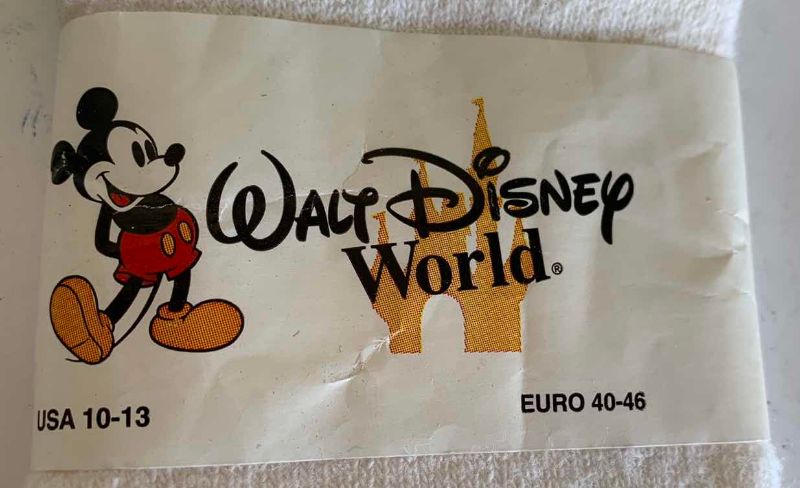 Walt Disney
World®
USA 10-13
EURO 40-46